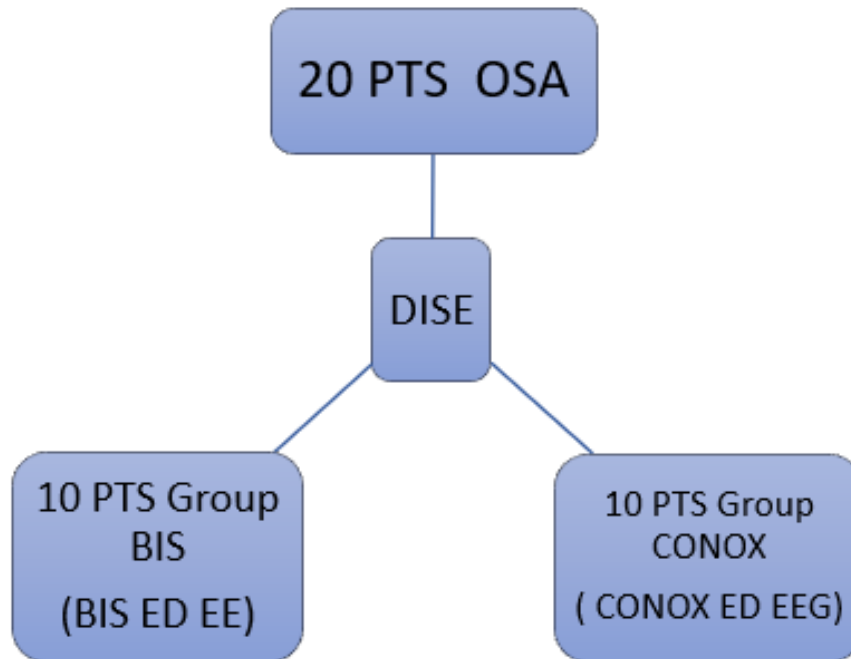 20 PTS OSA
DISE
10 PTS Group
BIS
(BIS ED EE)
10 PTS Group
CONOX
( CONOX ED EEG)